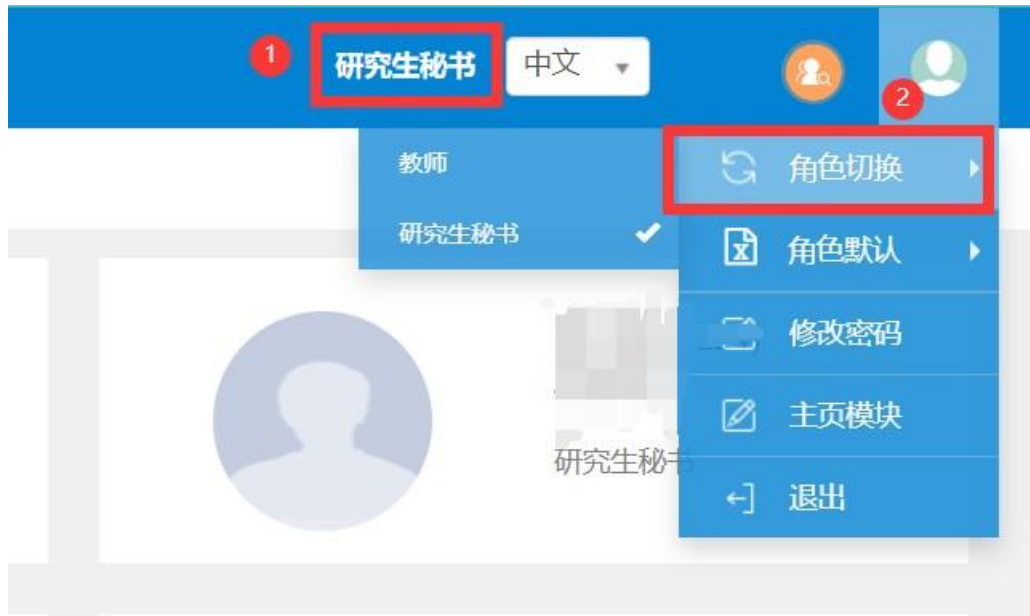 1
研究生秘书
中文
2
教师
研究生秘书
角色切换
角色默认
修改密码
主页模块
退出
研究生秘书